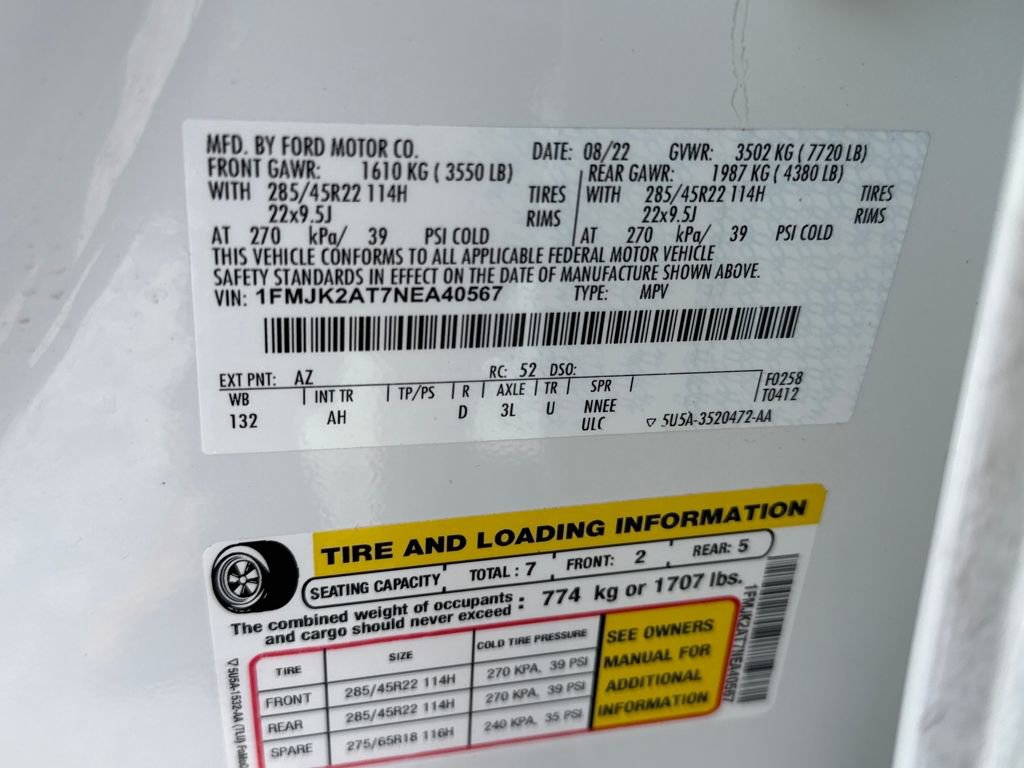 MFD. BY FORD MOTOR CO. DATE: 08/22 GVWR: 3502 KG ( 7720 LB)
FRONT GAWR: 1610 KG ( 3550 LB) REAR GAWR: 1987 KG ( 4380 LB)
WITH 285/45R22 114H TIRES WITH 285/45R22 114H TIRES
22x9.5J RIMS 22x9.5J RIMS
AT 270 kPa/ 39 PSI COLD AT 270 kPa/ 39 PSI COLD
THIS VEHICLE CONFORMS TO ALL APPLICABLE FEDERAL MOTOR VEHICLE
SAFETY STANDARDS IN EFFECT ON THE DATE OF MANUFACTURE SHOWN ABOVE.
VIN: 1FMJK2AT7NEA40567 TYPE: MPV
EXT PNT: AZ RC: 52 DSO:
WB INT TR TP/PS R AXLE TR SPR F0258
T0412
132 AH D 3L U NNEE
ULC ▽ 5U5A-3520472-AA
TIRE AND LOADING INFORMATION
SEATING CAPACITY TOTAL : 7 FRONT: 2 REAR: 5
The combined weight of occupants
and cargo should never exceed : 774 kg or 1707 lbs.
TIRE SIZE COLD TIRE PRESSURE
FRONT 285/45R22 114H 270 KPA, 39 PSI
REAR 285/45R22 114H 270 KPA, 39 PSI
SPARE 275/65R18 116H 240 KPA, 35 PSI
SEE OWNERS
MANUAL FOR
ADDITIONAL
INFORMATION
1FMJK2AT7NEA40567
▽ 5U5A-1532-AA (TLU) FoMoC